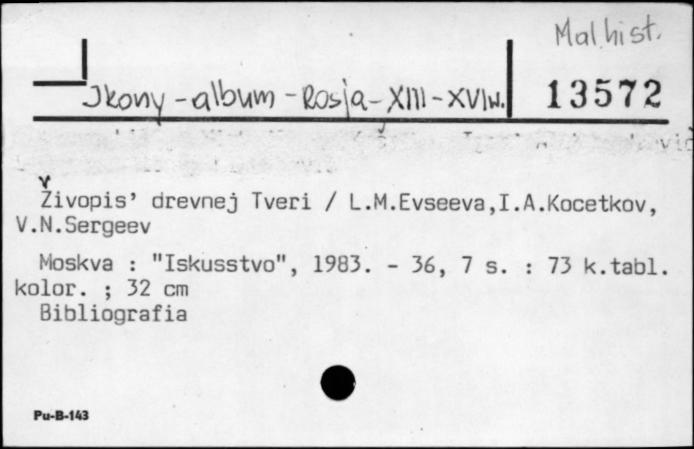 Mal.hist.
Ikony - album - Rosja - XIII - XVIw. 13572
Živopis' drevnej Tveri / L.M.Evseeva,I.A.Kocetkov,
V.N.Sergeev
Moskva : "Iskusstvo", 1983. - 36, 7 s. : 73 k.tabl.
kolor. ; 32 cm
Bibliografia
Pu-B-143